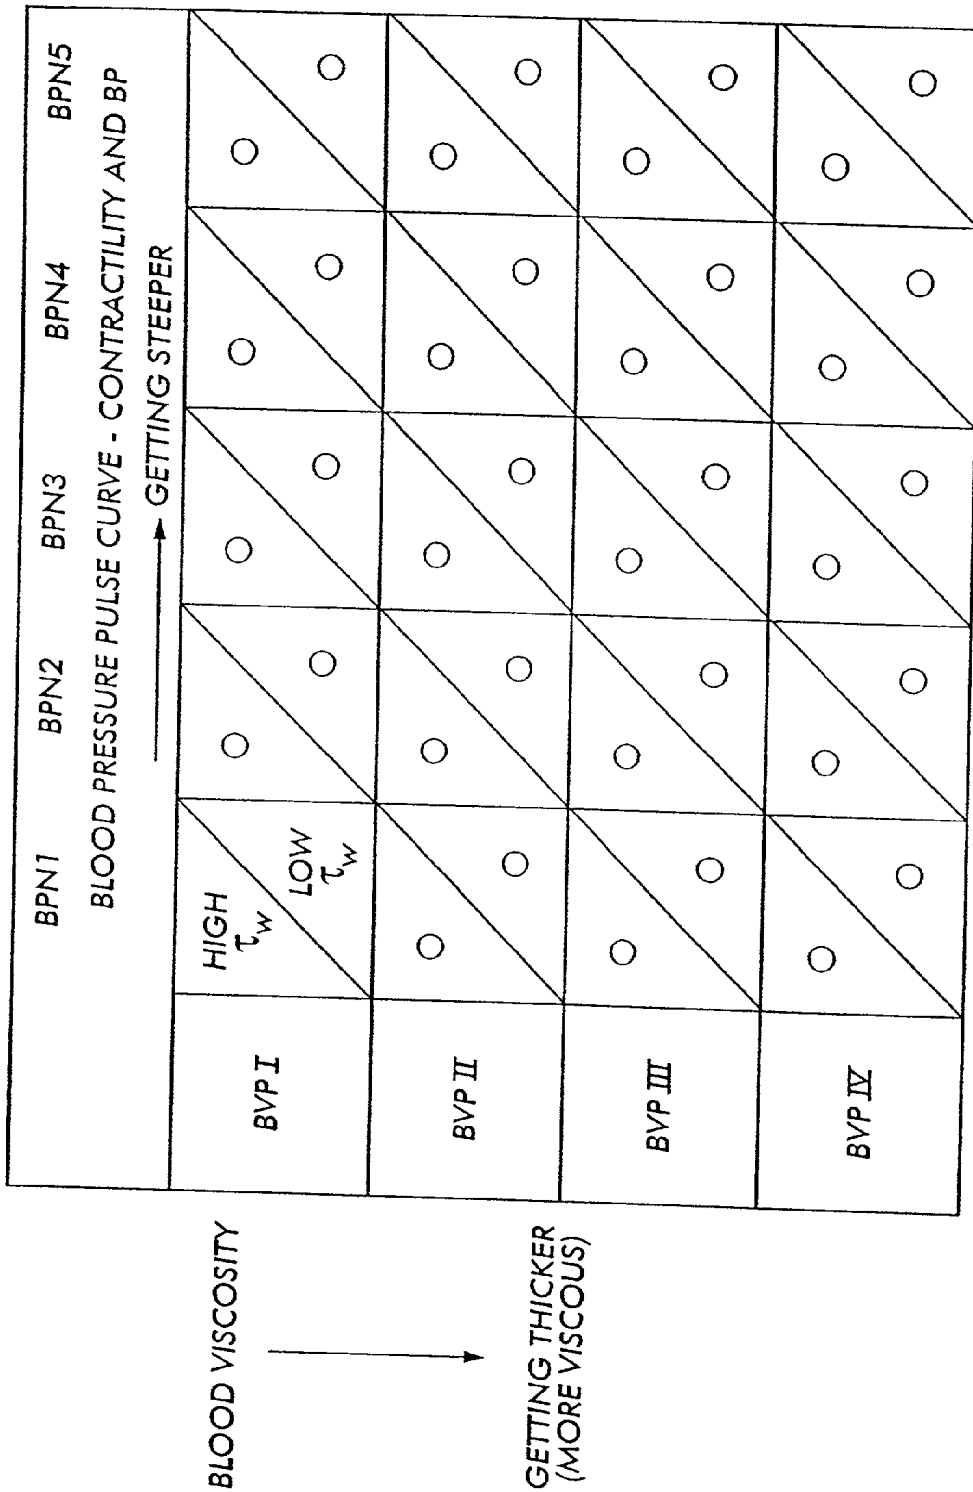 BPN1 BPN2 BPN3 BPN4 BPN5
BLOOD PRESSURE PULSE CURVE - CONTRACTILITY AND BP
GETTING STEEPER
BLOOD VISCOSITY
GETTING THICKER
(MORE VISCOUS)
BVP I
HIGH
τw
LOW
τw
BVP II
BVP III
BVP IV